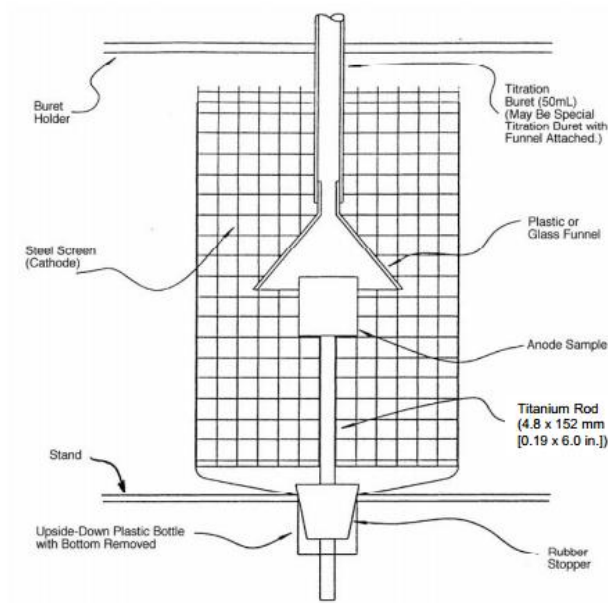 Buret
Holder
Titration
Buret (50mL)
(May Be Special
Titration Duret with
Funnel Attached.)
Plastic or
Glass Funnel
Steel Screen
(Cathode)
Anode Sample
Titanium Rod
(4.8 x 152 mm
[0.19 x 6.0 in.])
Stand
Upside-Down Plastic Bottle
with Bottom Removed
Rubber
Stopper